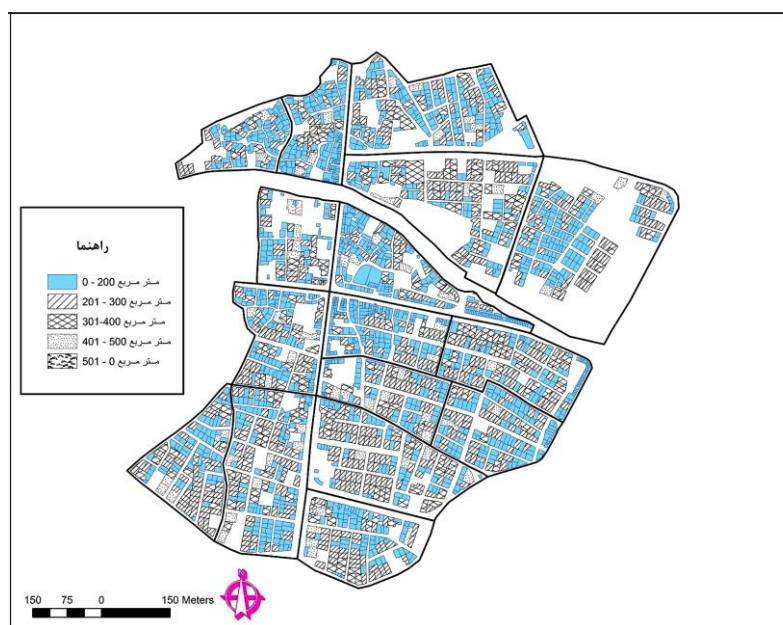 راهنما
0 - 200 متر مربع
201 - 300 متر مربع
301-400 متر مربع
401 - 500 متر مربع
501 - 0 متر مربع
150 75 0 150 Meters